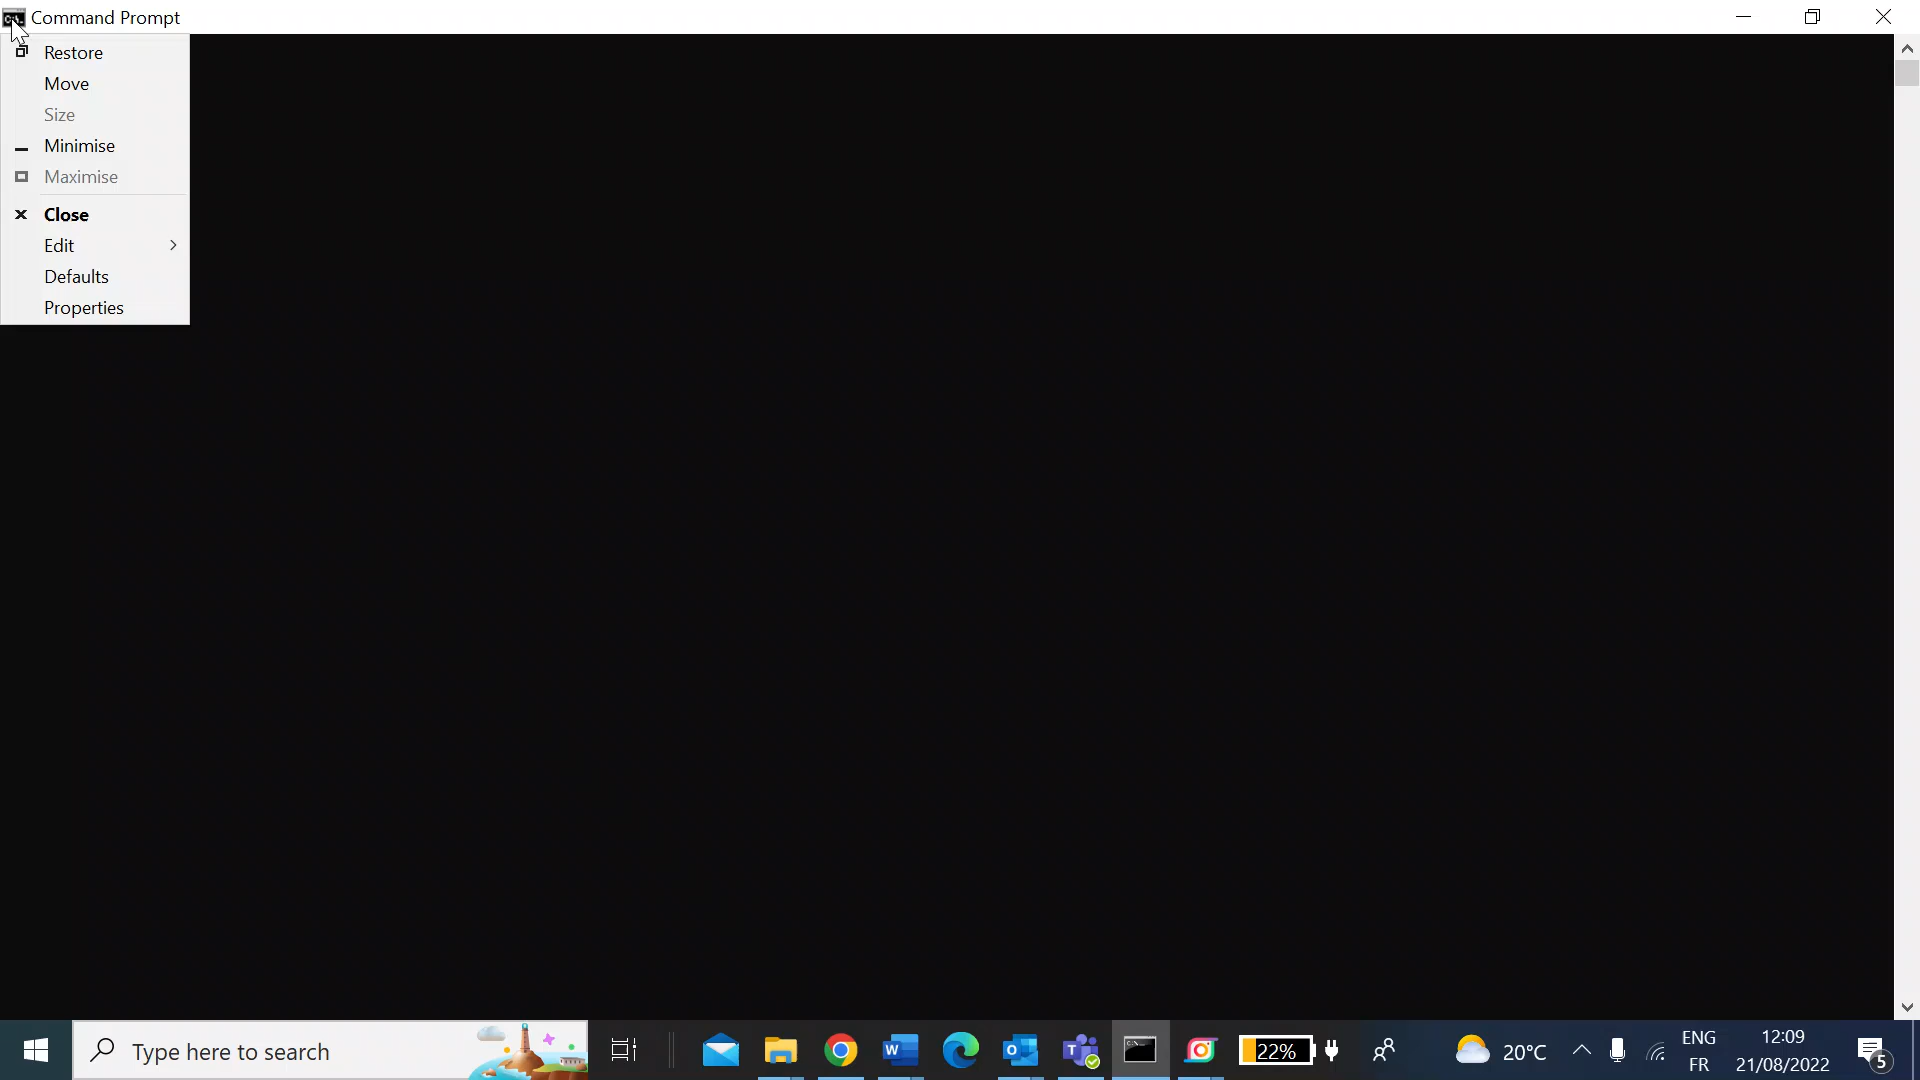 Command Prompt
Restore
Move
Size
Minimise
Maximise
Close
Edit
Defaults
Properties
Type here to search
22%
20°C
ENG
FR
12:09
21/08/2022
5